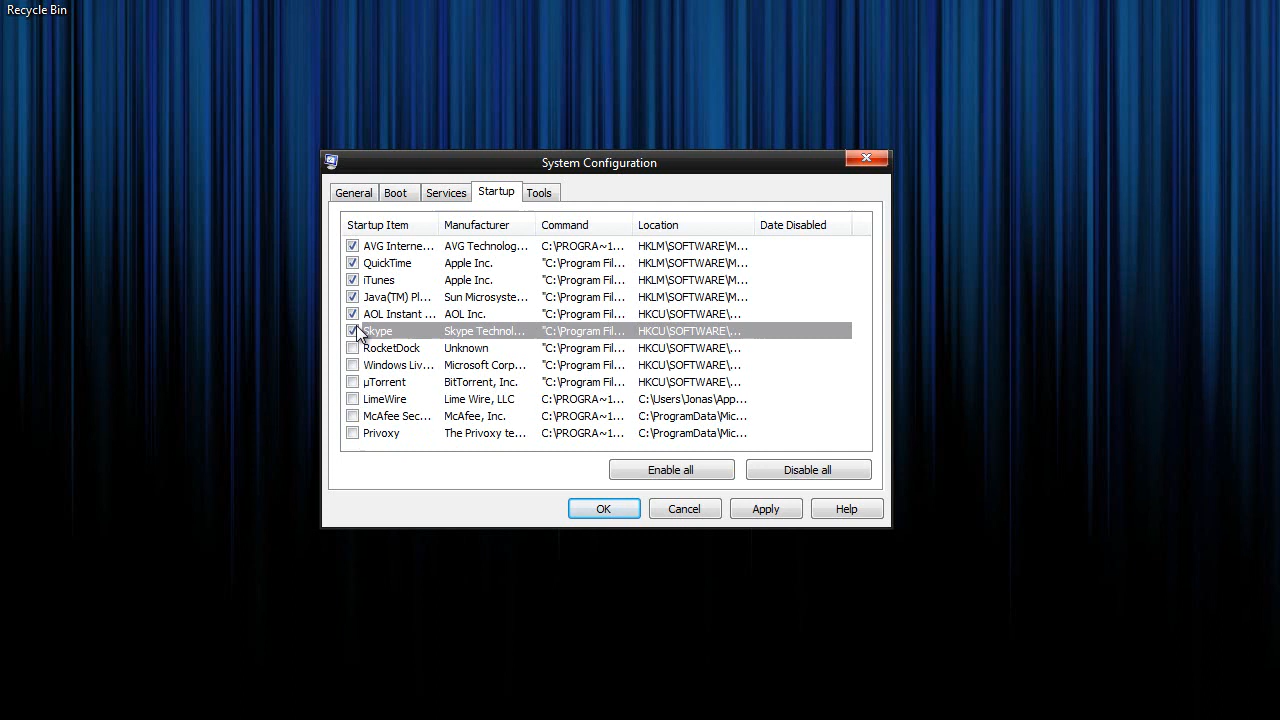 Recycle Bin
System Configuration
General Boot Services Startup Tools
Startup Item Manufacturer Command Location Date Disabled
AVG Interne... AVG Technolog... C:\PROGRA~1... HKLM\SOFTWARE\M...
QuickTime Apple Inc. "C:\Program Fil... HKLM\SOFTWARE\M...
iTunes Apple Inc. "C:\Program Fil... HKLM\SOFTWARE\M...
Java(TM) Pl... Sun Microsyste... "C:\Program Fil... HKLM\SOFTWARE\M...
AOL Instant ... AOL Inc. "C:\Program Fil... HKCU\SOFTWARE\...
Skype Skype Technol... "C:\Program Fil... HKCU\SOFTWARE\...
RocketDock Unknown "C:\Program Fil... HKCU\SOFTWARE\...
Windows Liv... Microsoft Corp... "C:\Program Fil... HKCU\SOFTWARE\...
µTorrent BitTorrent, Inc. "C:\Program Fil... HKCU\SOFTWARE\...
LimeWire Lime Wire, LLC C:\PROGRA~1... C:\Users\Jonas\App...
McAfee Sec... McAfee, Inc. C:\PROGRA~1... C:\ProgramData\Mic...
Privoxy The Privoxy te... C:\PROGRA~1... C:\ProgramData\Mic...
Enable all Disable all
OK Cancel Apply Help